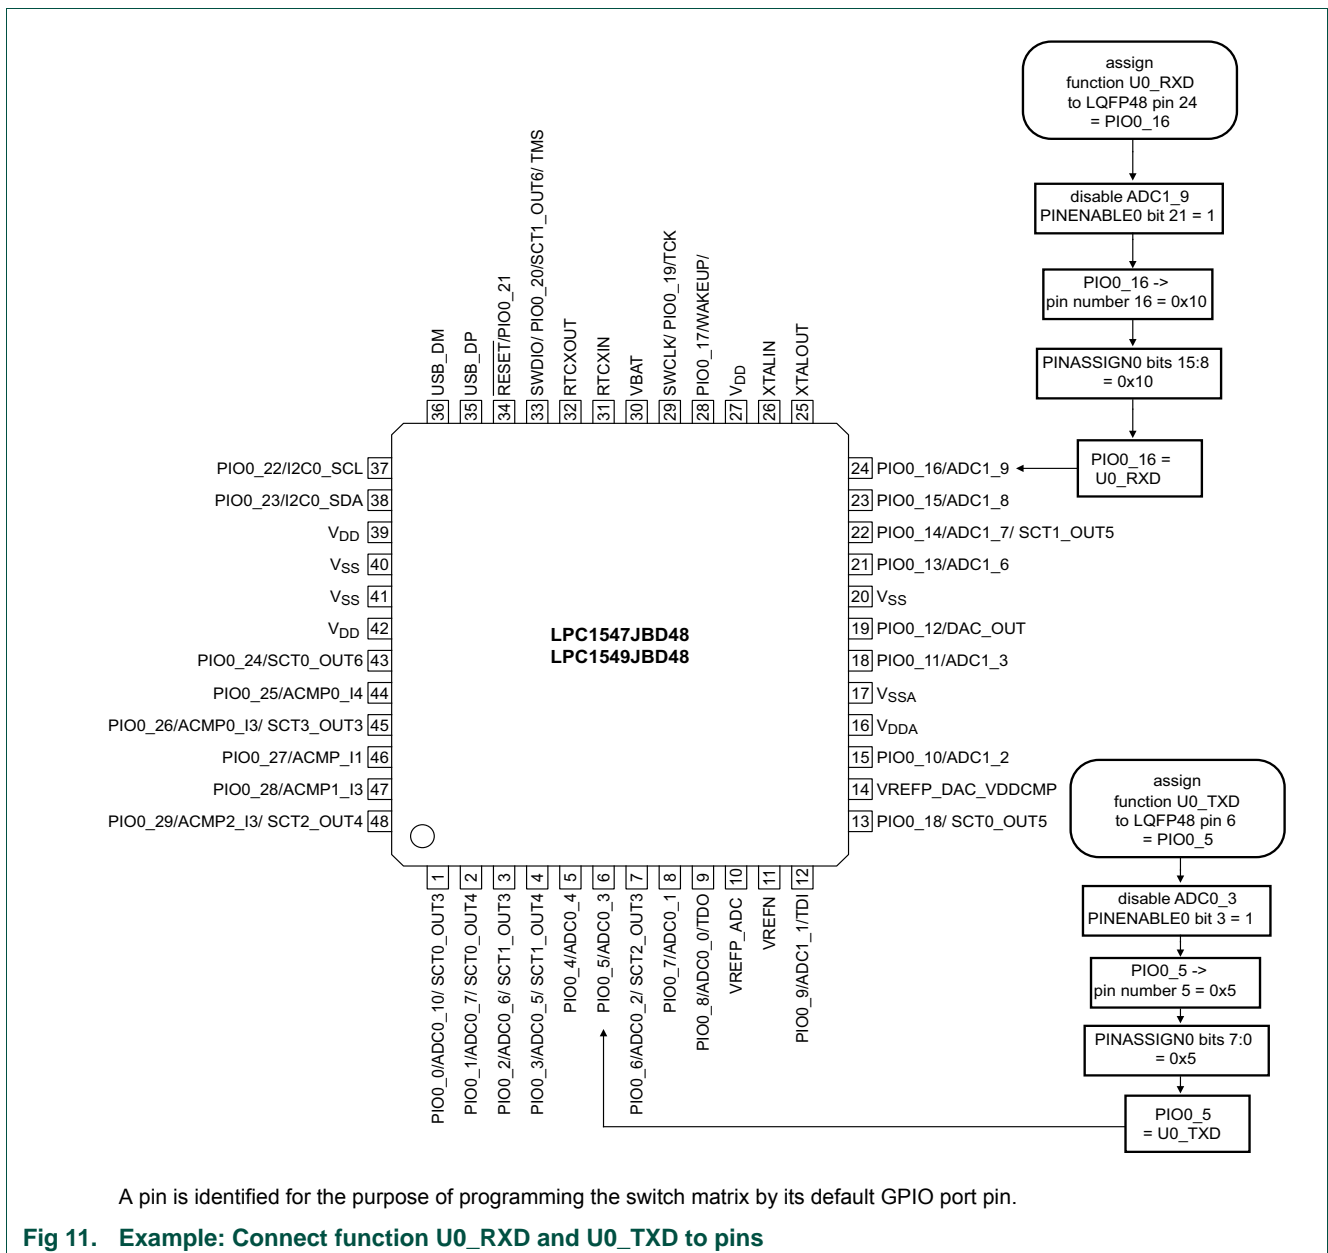 assign
function U0_RXD
to LQFP48 pin 24
= PIO0_16
disable ADC1_9
PINENABLE0 bit 21 = 1
PIO0_16 ->
pin number 16 = 0x10
PINASSIGN0 bits 15:8
= 0x10
PIO0_16 =
U0_RXD
36 USB_DM
35 USB_DP
34 RESET/PIO0_21
33 SWDIO/ PIO0_20/SCT1_OUT6/ TMS
32 RTCXOUT
31 RTCXIN
30 VBAT
29 SWCLK/ PIO0_19/TCK
28 PIO0_17/WAKEUP/
27 VDD
26 XTALIN
25 XTALOUT
PIO0_22/I2C0_SCL 37
PIO0_23/I2C0_SDA 38
VDD 39
VSS 40
VSS 41
VDD 42
PIO0_24/SCT0_OUT6 43
PIO0_25/ACMP0_I4 44
PIO0_26/ACMP0_I3/ SCT3_OUT3 45
PIO0_27/ACMP_I1 46
PIO0_28/ACMP1_I3 47
PIO0_29/ACMP2_I3/ SCT2_OUT4 48
LPC1547JBD48
LPC1549JBD48
24 PIO0_16/ADC1_9
23 PIO0_15/ADC1_8
22 PIO0_14/ADC1_7/ SCT1_OUT5
21 PIO0_13/ADC1_6
20 VSS
19 PIO0_12/DAC_OUT
18 PIO0_11/ADC1_3
17 VSSA
16 VDDA
15 PIO0_10/ADC1_2
14 VREFP_DAC_VDDCMP
13 PIO0_18/ SCT0_OUT5
PIO0_0/ADC0_10/ SCT0_OUT3 1
PIO0_1/ADC0_7/ SCT0_OUT4 2
PIO0_2/ADC0_6/ SCT1_OUT3 3
PIO0_3/ADC0_5/ SCT1_OUT4 4
PIO0_4/ADC0_4 5
PIO0_5/ADC0_3 6
PIO0_6/ADC0_2/ SCT2_OUT3 7
PIO0_7/ADC0_1 8
PIO0_8/ADC0_0/TDO 9
VREFP_ADC 10
VREFN 11
PIO0_9/ADC1_1/TDI 12
assign
function U0_TXD
to LQFP48 pin 6
= PIO0_5
disable ADC0_3
PINENABLE0 bit 3 = 1
PIO0_5 ->
pin number 5 = 0x5
PINASSIGN0 bits 7:0
= 0x5
PIO0_5
= U0_TXD
A pin is identified for the purpose of programming the switch matrix by its default GPIO port pin.
Fig 11. Example: Connect function U0_RXD and U0_TXD to pins